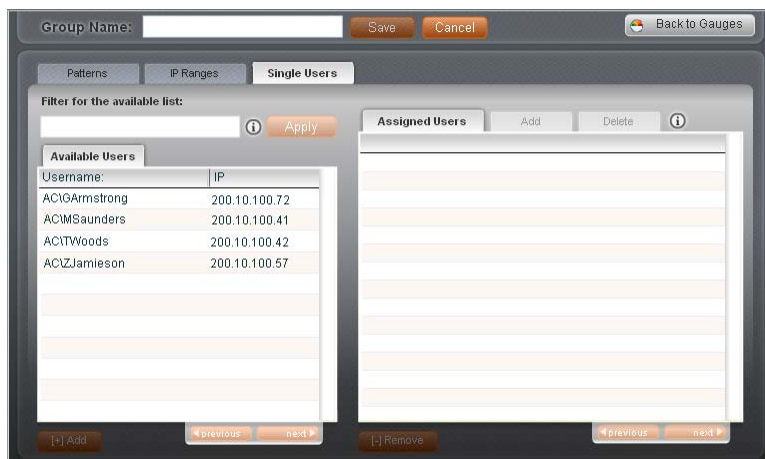 Group Name: Save Cancel Back to Gauges
Patterns IP Ranges Single Users
Filter for the available list:
Apply
Assigned Users Add Delete
Available Users
Username: IP
AC\GArmstrong 200.10.100.72
AC\MSaunders 200.10.100.41
AC\TWoods 200.10.100.42
AC\ZJamieson 200.10.100.57
[+] Add previous next [-] Remove previous next